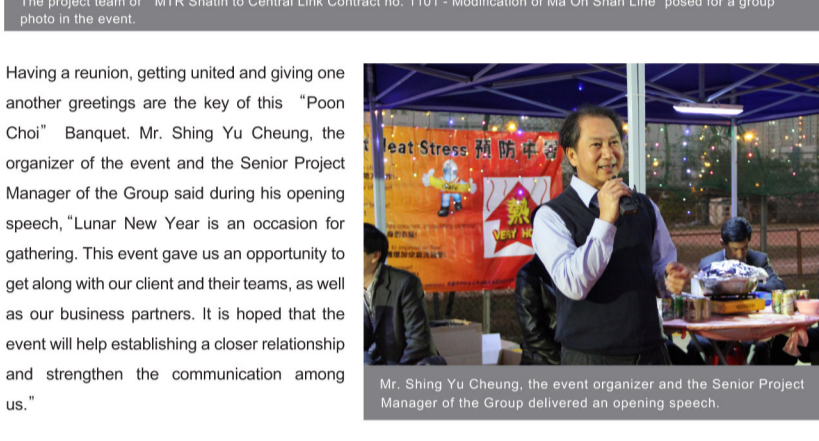 The project team of “MTR Shatin to Central Link Contract no. 1101 - Modification of Ma On Shan Line” posed for a group
photo in the event.
Having a reunion, getting united and giving one
another greetings are the key of this “Poon
Choi” Banquet. Mr. Shing Yu Cheung, the
organizer of the event and the Senior Project
Manager of the Group said during his opening
speech, “Lunar New Year is an occasion for
gathering. This event gave us an opportunity to
get along with our client and their teams, as well
as our business partners. It is hoped that the
event will help establishing a closer relationship
and strengthen the communication among
us.”
eat Stress 預防中暑
熱
VERY HO
Mr. Shing Yu Cheung, the event organizer and the Senior Project
Manager of the Group delivered an opening speech.